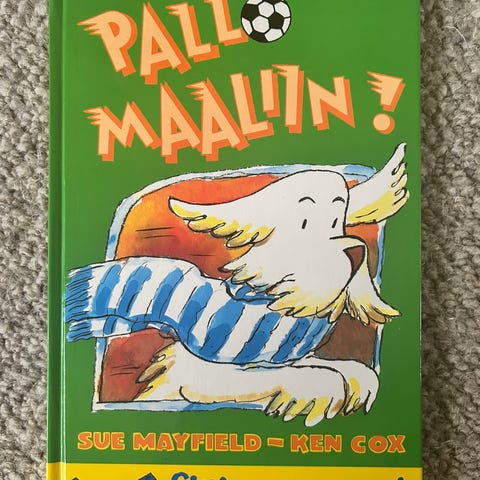 PALLO
MAALIIN!
SUE MAYFIELD – KEN COX